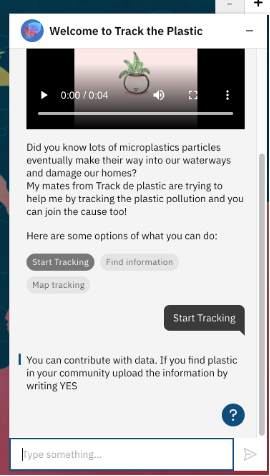 Welcome to Track the Plastic
0:00 / 0:04
Did you know lots of microplastics particles
eventually make their way into our waterways
and damage our homes?
My mates from Track de plastic are trying to
help me by tracking the plastic pollution and you
can join the cause too!
Here are some options of what you can do:
Start Tracking
Find information
Map tracking
Start Tracking
You can contribute with data. If you find plastic
in your community upload the information by
writing YES
?
Type something...